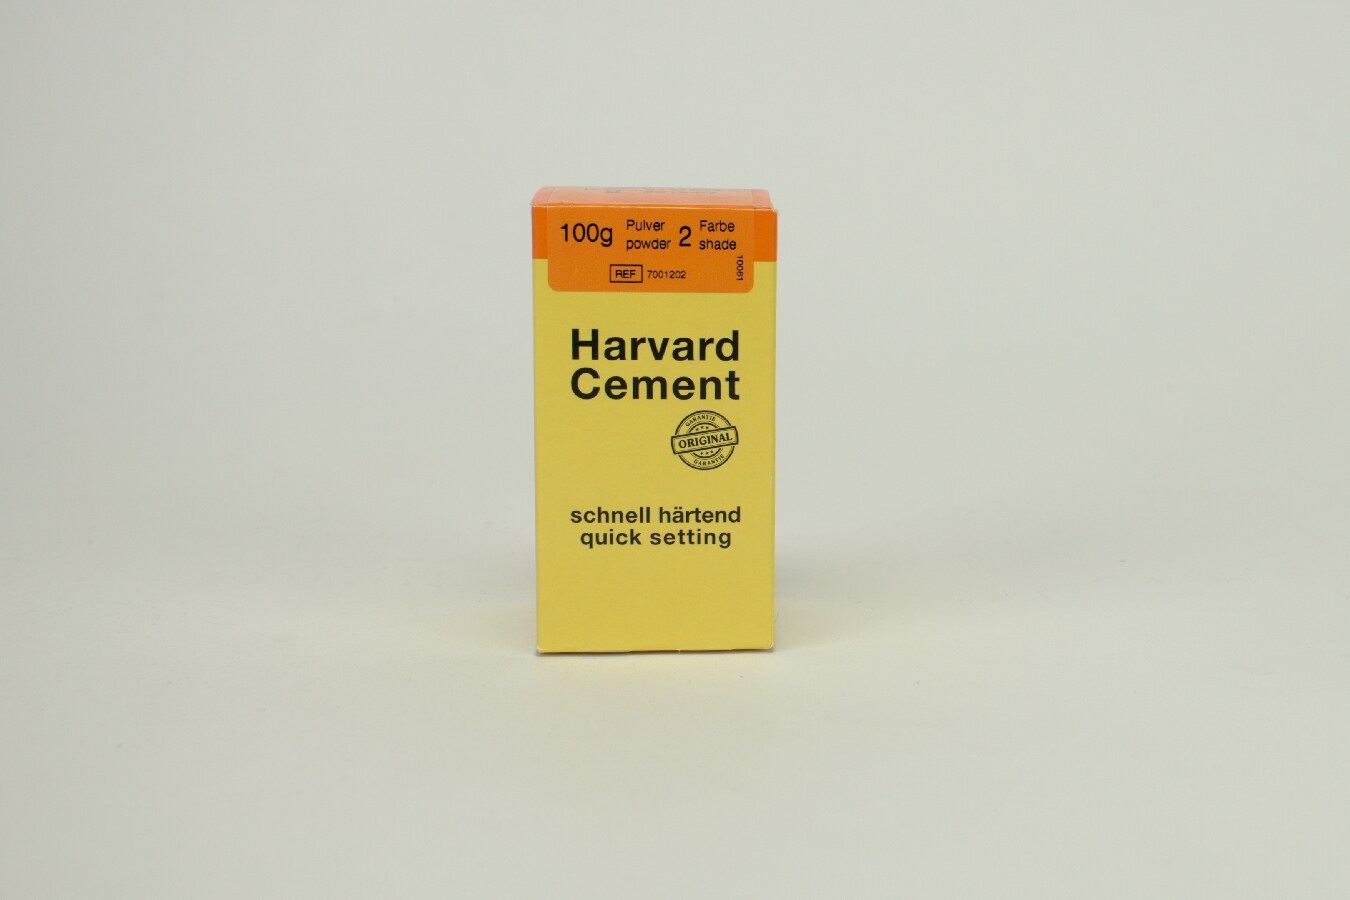 100g
Pulver
powder
2
Farbe
shade
REF 7001202
10061
Harvard
Cement
GARANTIE
ORIGINAL
GARANTIE
schnell härtend
quick setting